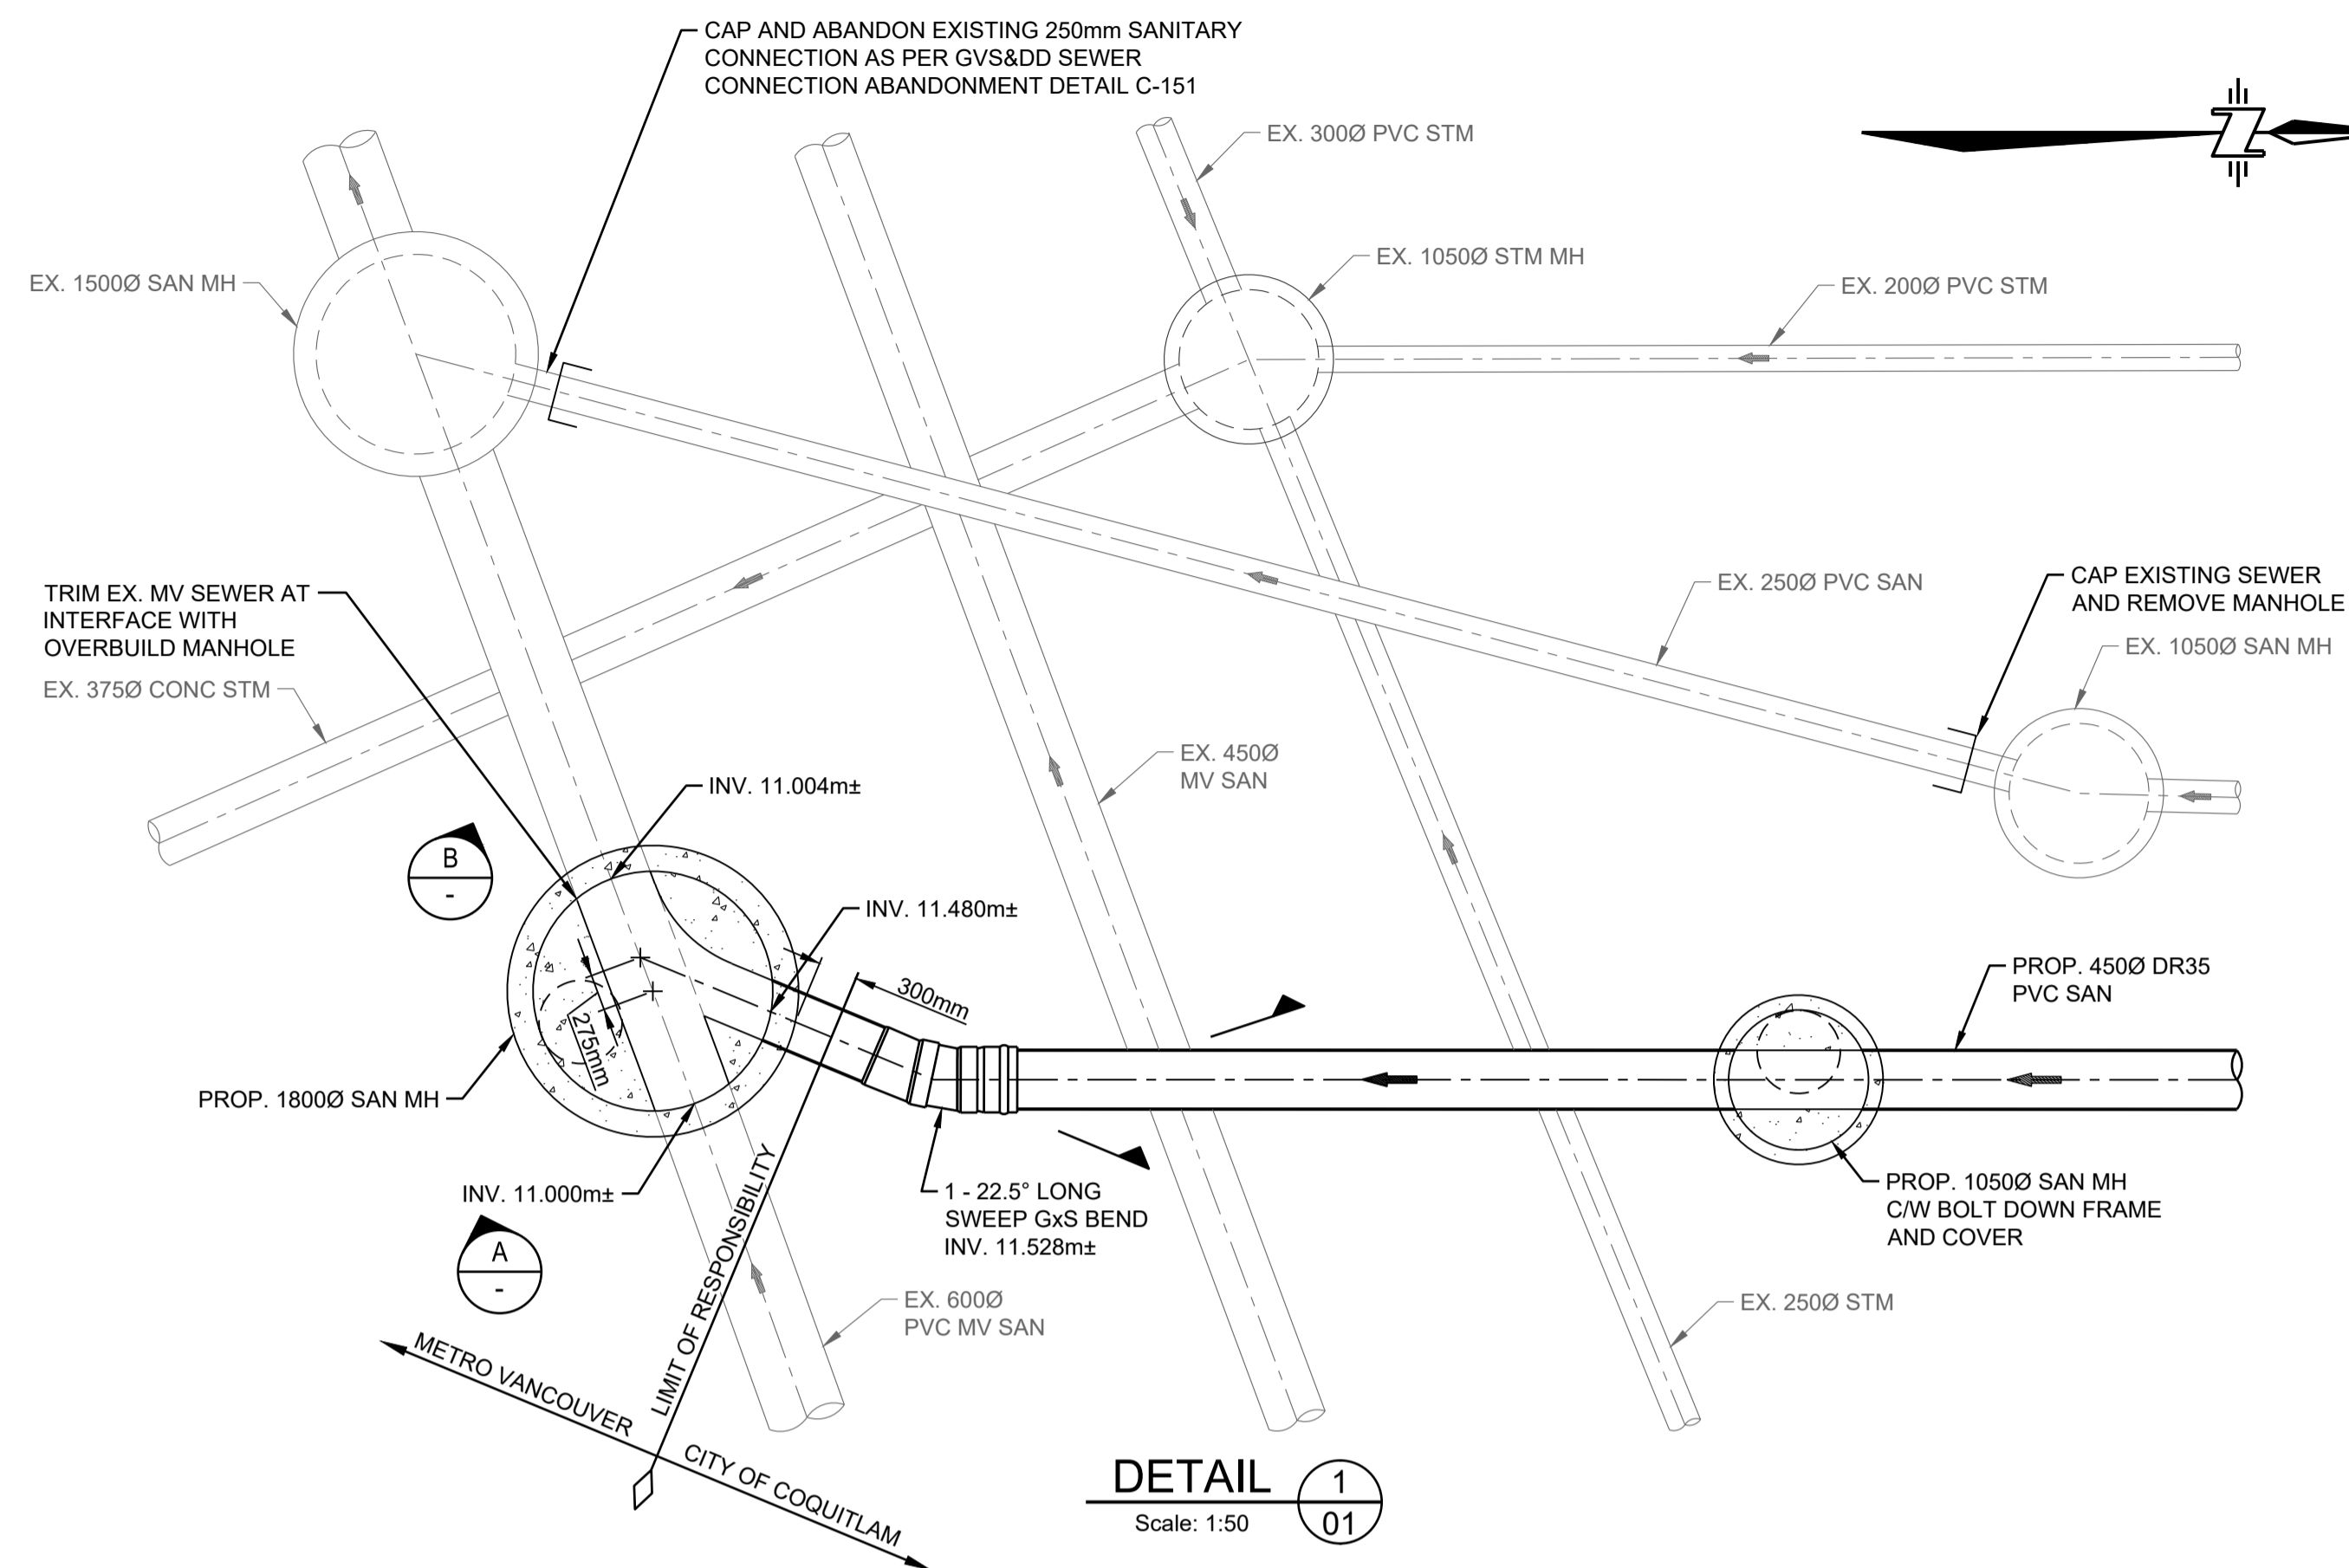 CAP AND ABANDON EXISTING 250mm SANITARY
CONNECTION AS PER GVS&DD SEWER
CONNECTION ABANDONMENT DETAIL C-151
EX. 300Ø PVC STM
EX. 1050Ø STM MH
EX. 200Ø PVC STM
EX. 1500Ø SAN MH
TRIM EX. MV SEWER AT
INTERFACE WITH
OVERBUILD MANHOLE
EX. 375Ø CONC STM
EX. 250Ø PVC SAN
CAP EXISTING SEWER
AND REMOVE MANHOLE
EX. 1050Ø SAN MH
EX. 450Ø
MV SAN
INV. 11.004m±
B
-
INV. 11.480m±
300mm
275mm
PROP. 450Ø DR35
PVC SAN
PROP. 1800Ø SAN MH
INV. 11.000m±
A
-
1 - 22.5° LONG
SWEEP GxS BEND
INV. 11.528m±
PROP. 1050Ø SAN MH
C/W BOLT DOWN FRAME
AND COVER
EX. 600Ø
PVC MV SAN
EX. 250Ø STM
LIMIT OF RESPONSIBILITY
METRO VANCOUVER
CITY OF COQUITLAM
DETAIL
1
01
Scale: 1:50